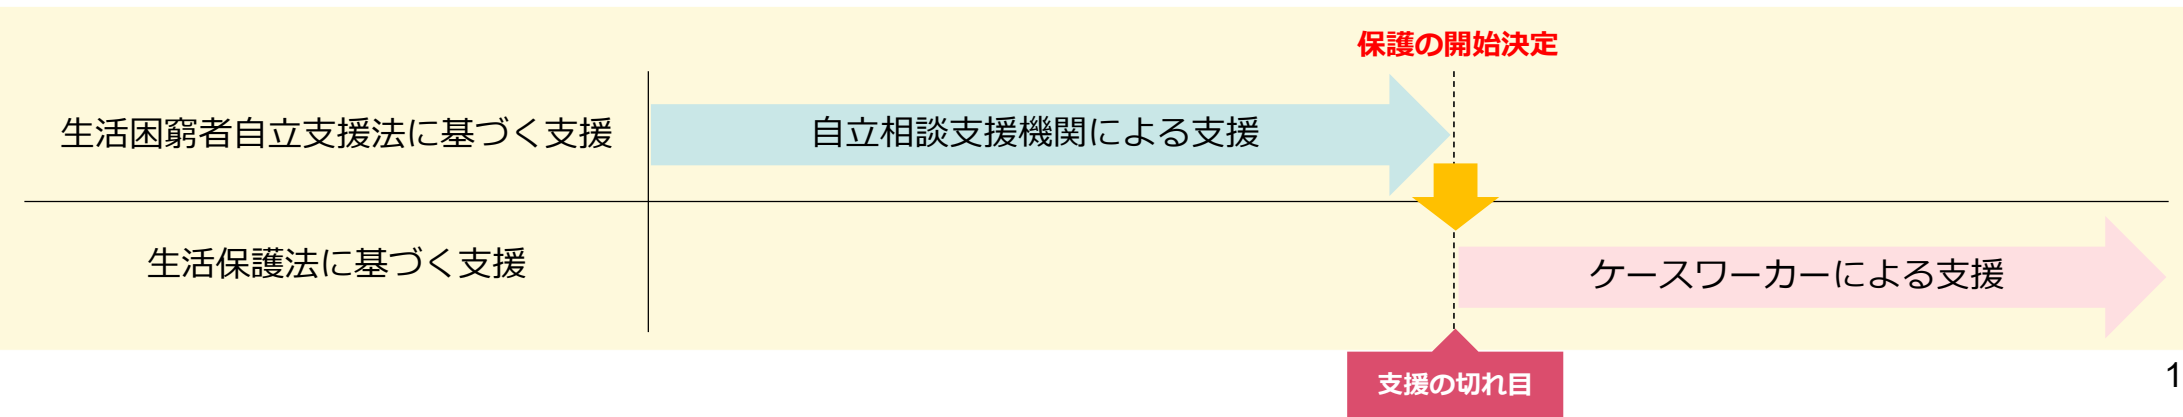 保護の開始決定
生活困窮者自立支援法に基づく支援
自立相談支援機関による支援
生活保護法に基づく支援
ケースワーカーによる支援
支援の切れ目
1